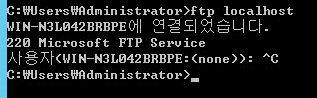 C:₩Users₩Administrator>ftp localhost
WIN-N3L042BRBPE에 연결되었습니다.
220 Microsoft FTP Service
사용자(WIN-N3L042BRBPE:(none)): ^C
C:₩Users₩Administrator>_